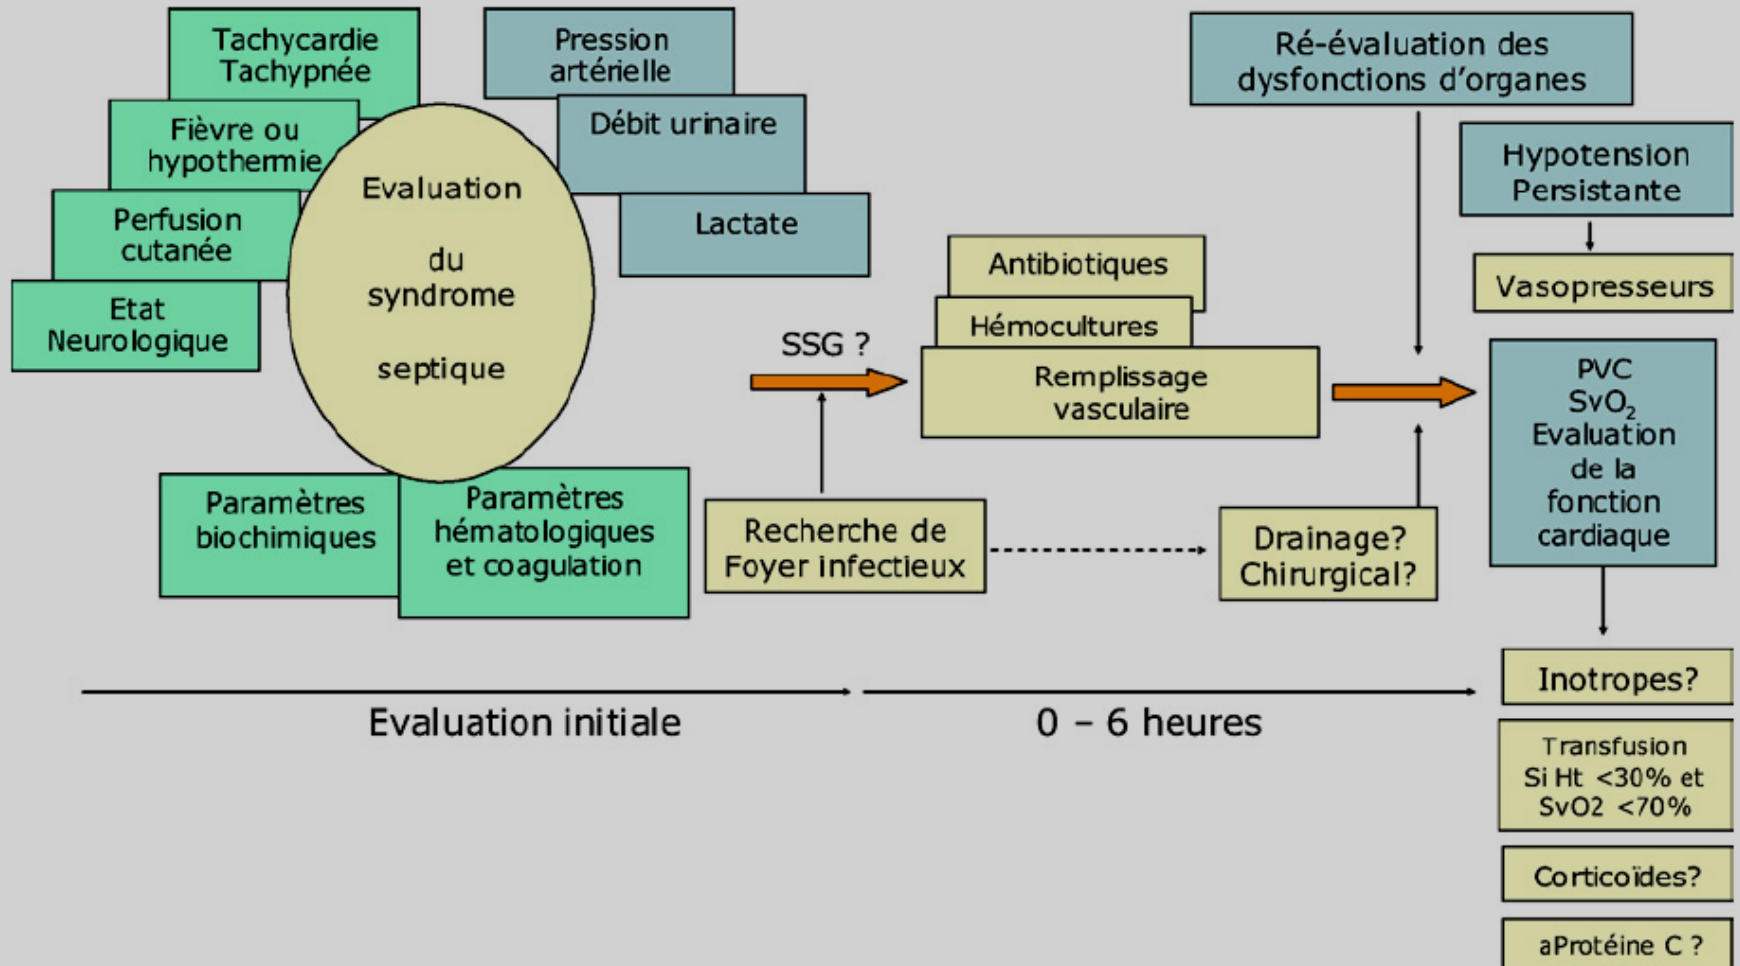 Tachycardie
Tachypnée
Fièvre ou
hypothermie
Perfusion
cutanée
Etat
Neurologique
Evaluation
du
syndrome
septique
Pression
artérielle
Débit urinaire
Lactate
Paramètres
biochimiques
Paramètres
hématologiques
et coagulation
SSG ?
Recherche de
Foyer infectieux
Antibiotiques
Hémocultures
Remplissage
vasculaire
Drainage?
Chirurgical?
Ré-évaluation des
dysfonctions d'organes
Hypotension
Persistante
Vasopresseurs
PVC
SvO₂
Evaluation
de la
fonction
cardiaque
Inotropes?
Transfusion
Si Ht <30% et
SvO2 <70%
Corticoïdes?
aProtéine C ?
Evaluation initiale
0 – 6 heures